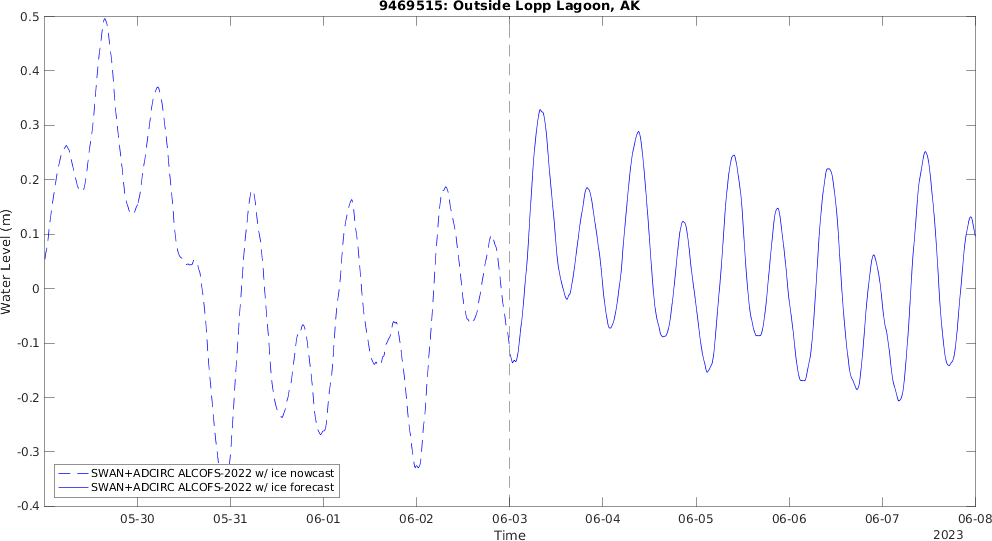 9469515: Outside Lopp Lagoon, AK
0.5
0.4
0.3
0.2
0.1
0
-0.1
-0.2
-0.3
-0.4
Water Level (m)
SWAN+ADCIRC ALCOFS-2022 w/ ice nowcast
SWAN+ADCIRC ALCOFS-2022 w/ ice forecast
05-30 05-31 06-01 06-02 06-03 06-04 06-05 06-06 06-07 06-08
Time
2023